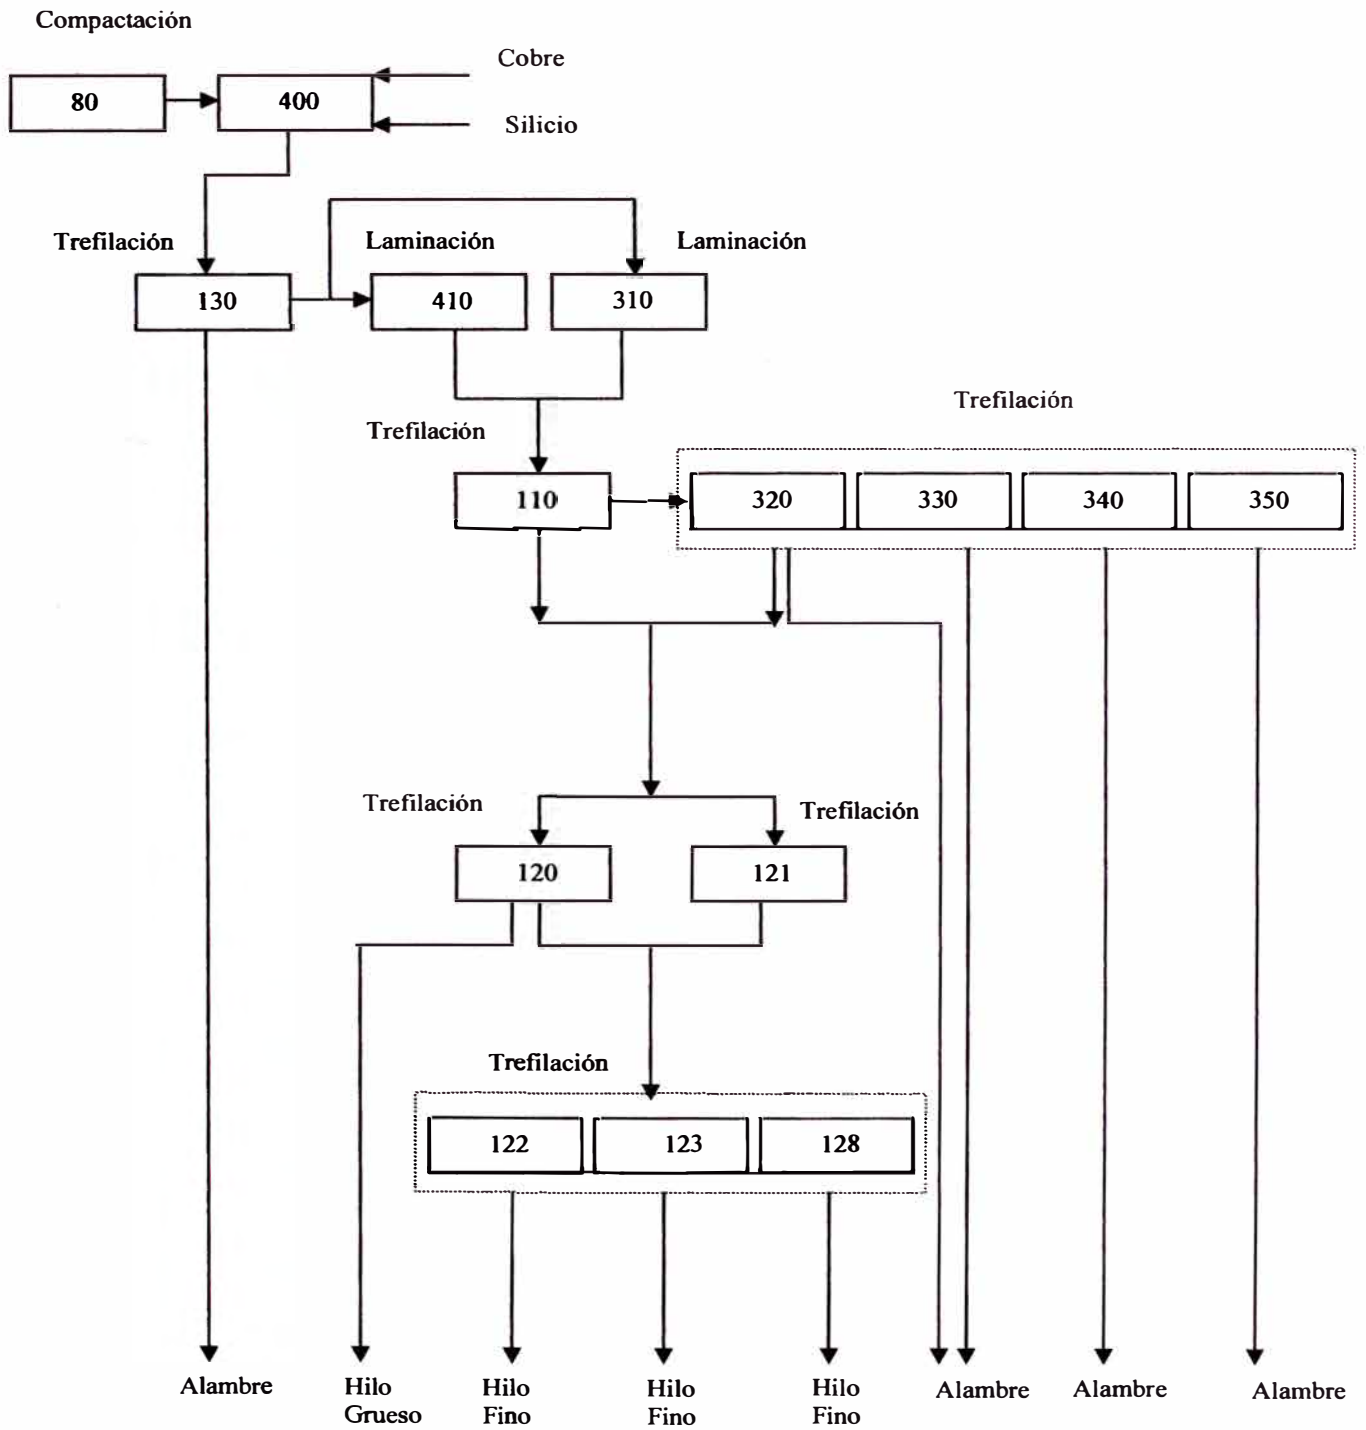 Compactación
Cobre
80
400
Silicio
Trefilación
Laminación
Laminación
130
410
310
Trefilación
Trefilación
110
320
330
340
350
Trefilación
Trefilación
120
121
Trefilación
122
123
128
Alambre
Hilo
Grueso
Hilo
Fino
Hilo
Fino
Hilo
Fino
Alambre
Alambre
Alambre